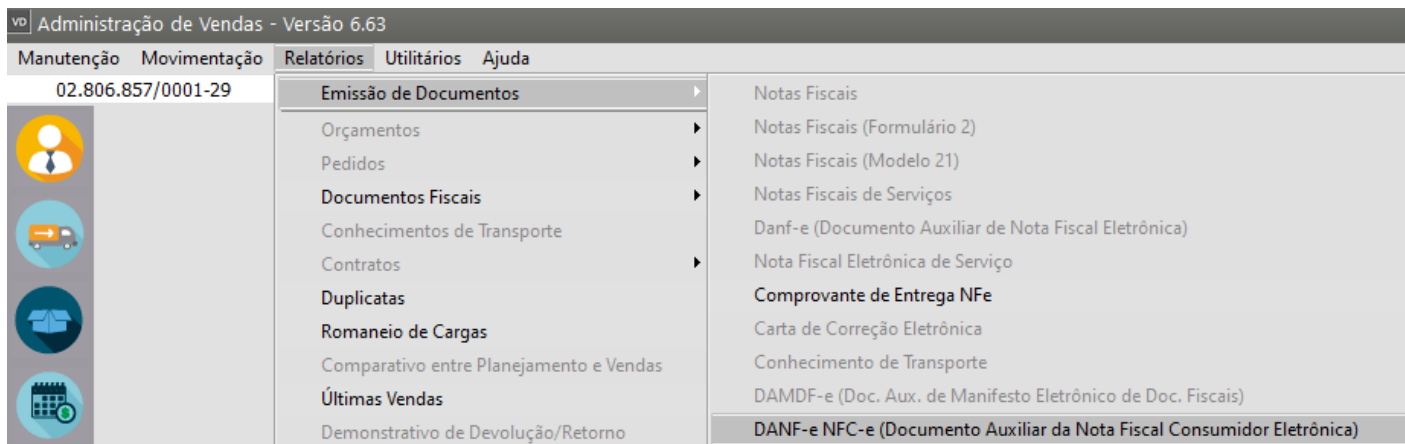 VD Administração de Vendas - Versão 6.63
Manutenção Movimentação Relatórios Utilitários Ajuda
02.806.857/0001-29
Emissão de Documentos
Orçamentos
Pedidos
Documentos Fiscais
Conhecimentos de Transporte
Contratos
Duplicatas
Romaneio de Cargas
Comparativo entre Planejamento e Vendas
Últimas Vendas
Demonstrativo de Devolução/Retorno
Notas Fiscais
Notas Fiscais (Formulário 2)
Notas Fiscais (Modelo 21)
Notas Fiscais de Serviços
Danf-e (Documento Auxiliar de Nota Fiscal Eletrônica)
Nota Fiscal Eletrônica de Serviço
Comprovante de Entrega NFe
Carta de Correção Eletrônica
Conhecimento de Transporte
DAMDF-e (Doc. Aux. de Manifesto Eletrônico de Doc. Fiscais)
DANF-e NFC-e (Documento Auxiliar da Nota Fiscal Consumidor Eletrônica)